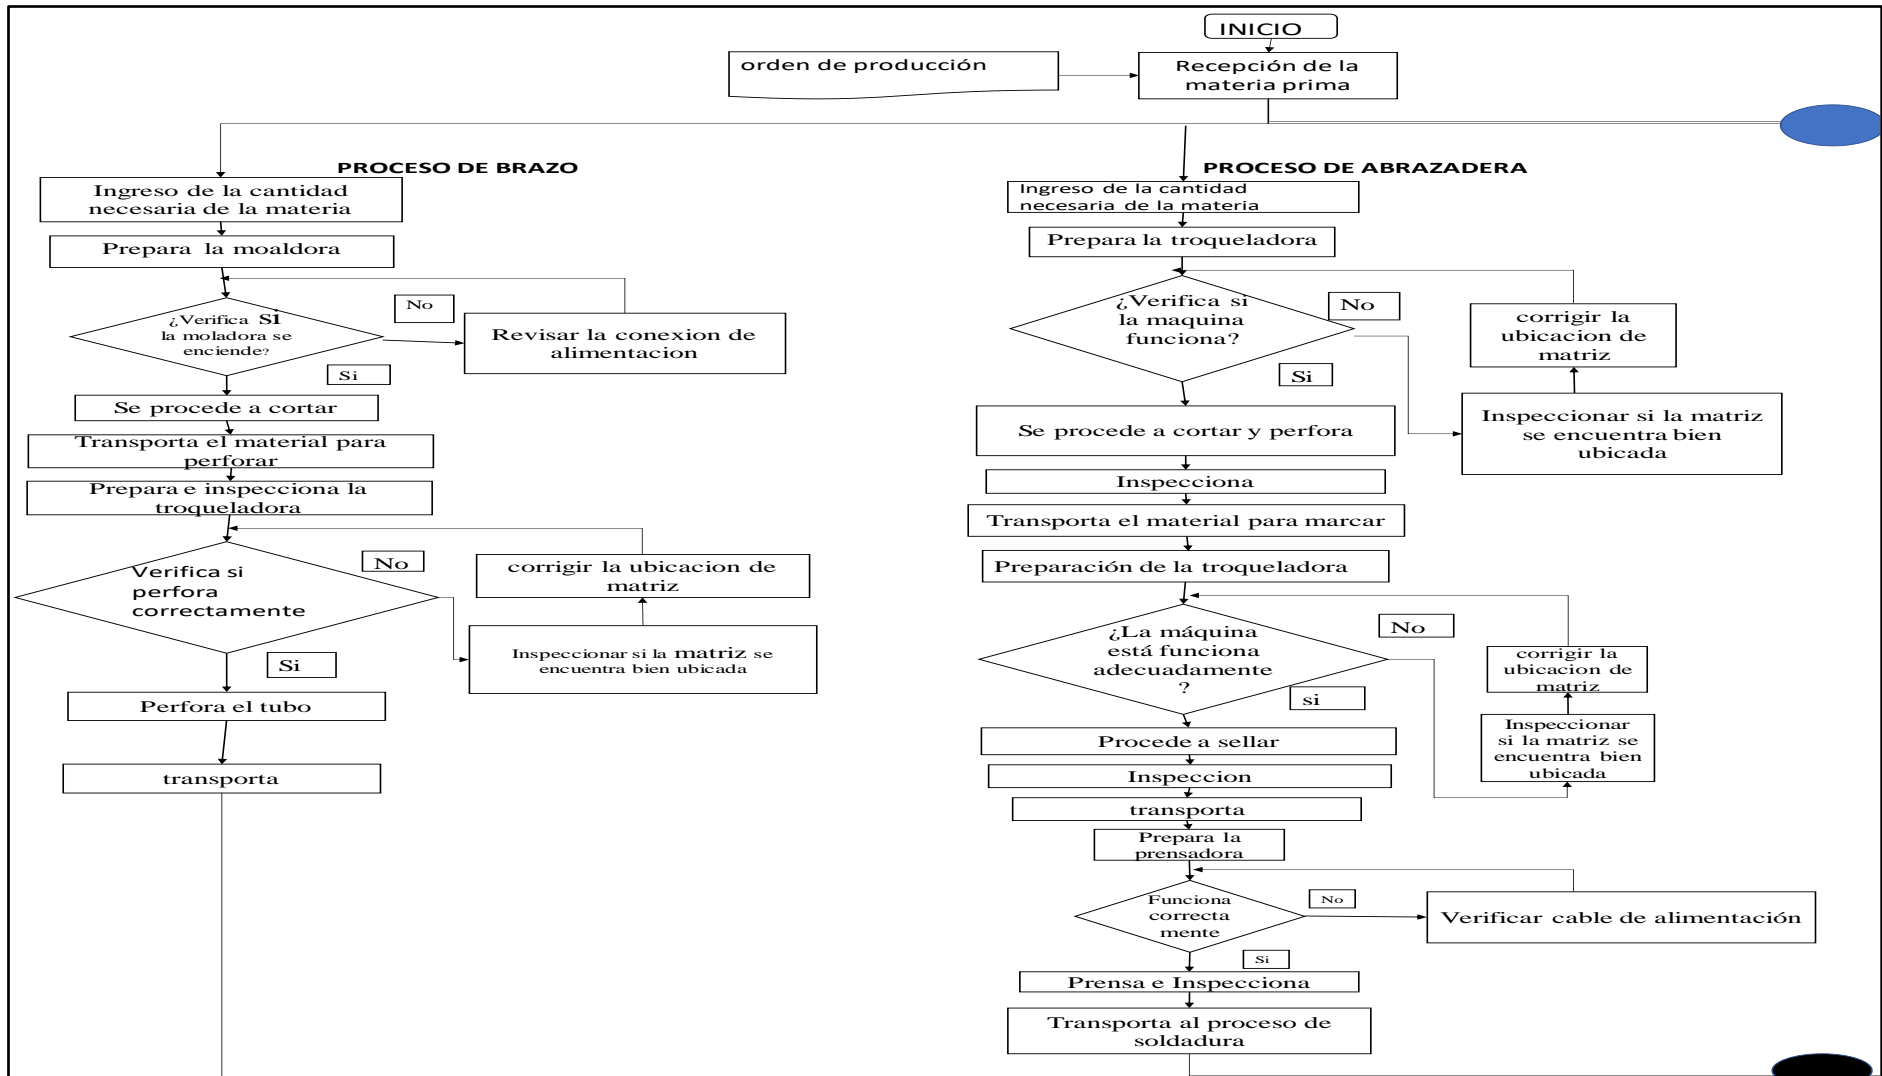 INICIO
orden de producción
Recepción de la
materia prima
PROCESO DE BRAZO
Ingreso de la cantidad
necesaria de la materia
Prepara la moaldora
¿Verifica si
la moladora se
enciende?
No
Revisar la conexion de
alimentacion
Si
Se procede a cortar
Transporta el material para
perforar
Prepara e inspecciona la
troqueladora
Verifica si
perfora
correctamente
No
corrigir la ubicacion de
matriz
Inspeccionar si la matriz se
encuentra bien ubicada
Si
Perfora el tubo
transporta
PROCESO DE ABRAZADERA
Ingreso de la cantidad
necesaria de la materia
Prepara la troqueladora
¿Verifica si
la maquina
funciona?
No
corrigir la
ubicacion de
matriz
Inspeccionar si la matriz
se encuentra bien
ubicada
Si
Se procede a cortar y perfora
Inspecciona
Transporta el material para marcar
Preparación de la troqueladora
¿La máquina
está funciona
adecuadamente
?
No
corrigir la
ubicacion de
matriz
Inspeccionar
si la matriz se
encuentra bien
ubicada
si
Procede a sellar
Inspeccion
transporta
Prepara la
prensadora
Funciona
correcta
mente
No
Verificar cable de alimentación
Si
Prensa e Inspecciona
Transporta al proceso de
soldadura